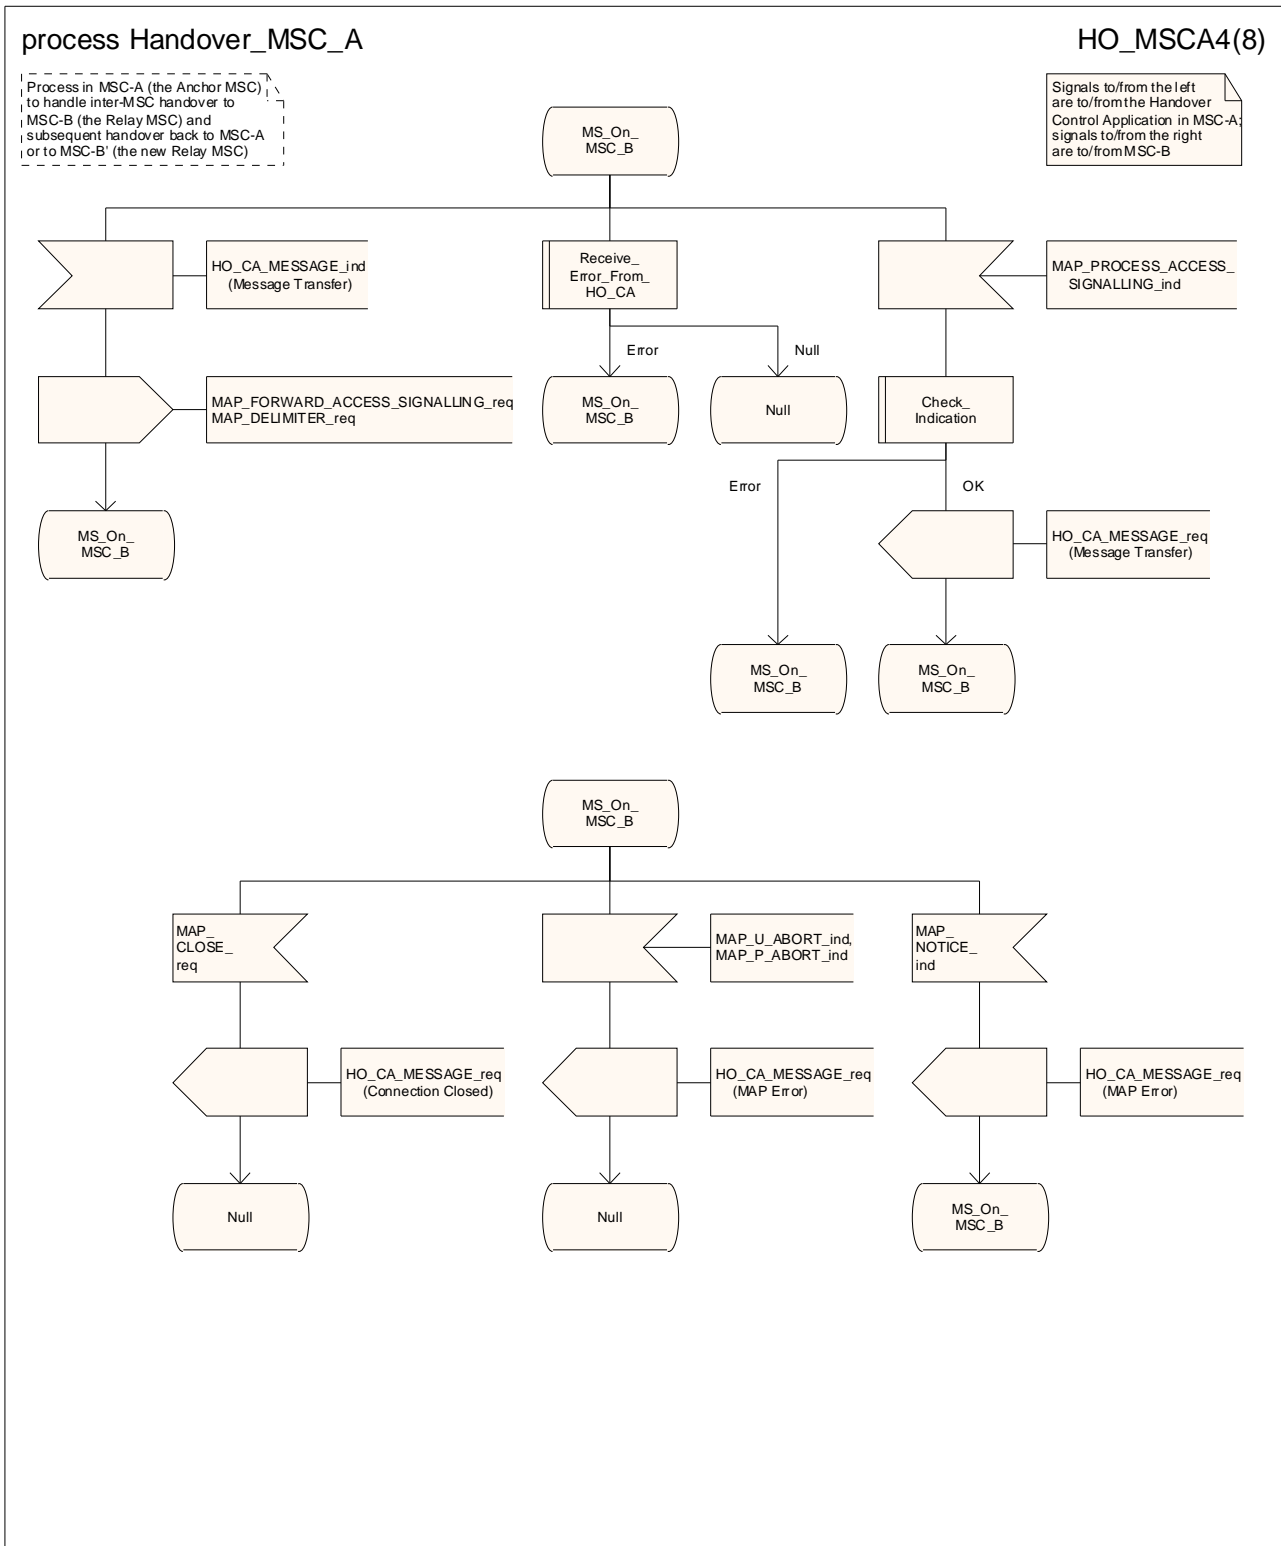 process Handover_MSC_A
HO_MSCA4(8)
Process in MSC-A (the Anchor MSC)
to handle inter-MSC handover to
MSC-B (the Relay MSC) and
subsequent handover back to MSC-A
or to MSC-B' (the new Relay MSC)
Signals to/from the left
are to/from the Handover
Control Application in MSC-A;
signals to/from the right
are to/from MSC-B
MS_On_
MSC_B
HO_CA_MESSAGE_ind
(Message Transfer)
Receive_
Error_From_
HO_CA
MAP_PROCESS_ACCESS_
SIGNALLING_ind
Error
Null
MAP_FORWARD_ACCESS_SIGNALLING_req
MAP_DELIMITER_req
MS_On_
MSC_B
Null
Check_
Indication
Error
OK
MS_On_
MSC_B
HO_CA_MESSAGE_req
(Message Transfer)
MS_On_
MSC_B
MS_On_
MSC_B
MS_On_
MSC_B
MAP_
CLOSE_
req
MAP_U_ABORT_ind,
MAP_P_ABORT_ind
MAP_
NOTICE_
ind
HO_CA_MESSAGE_req
(Connection Closed)
HO_CA_MESSAGE_req
(MAP Error)
HO_CA_MESSAGE_req
(MAP Error)
Null
Null
MS_On_
MSC_B